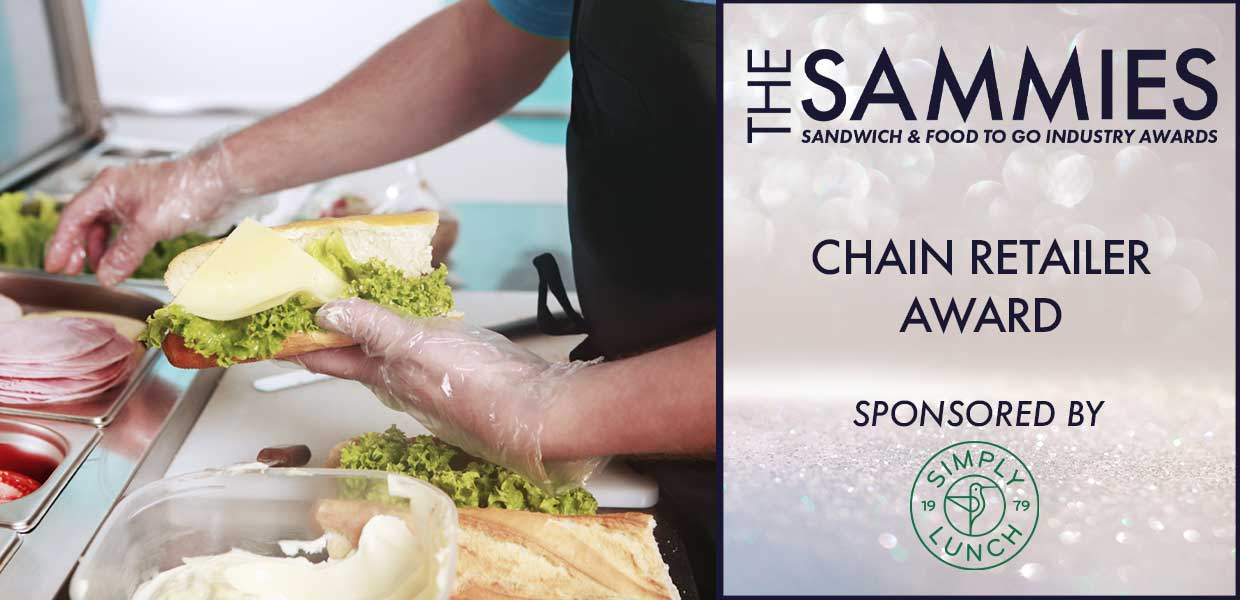 THE SAMMIES
SANDWICH & FOOD TO GO INDUSTRY AWARDS
CHAIN RETAILER
AWARD
SPONSORED BY
SIMPLY
19 79
LUNCH